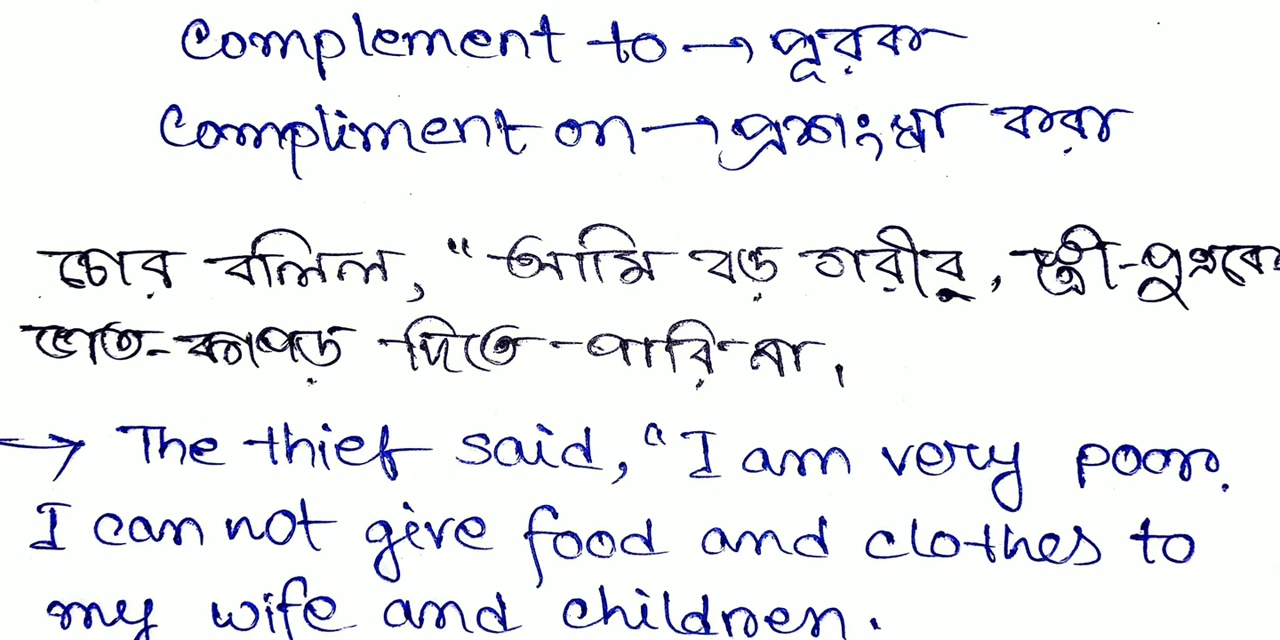 Complement to → পূরক
Compliment on → প্রশংষা করা
চোর বলিল, "আমি বড় গরীব, স্ত্রী-পুত্রকে
ভাত-কাপড় দিতে পারি না,
→ The thief said, "I am very poor.
I can not give food and clothes to
my wife and children.